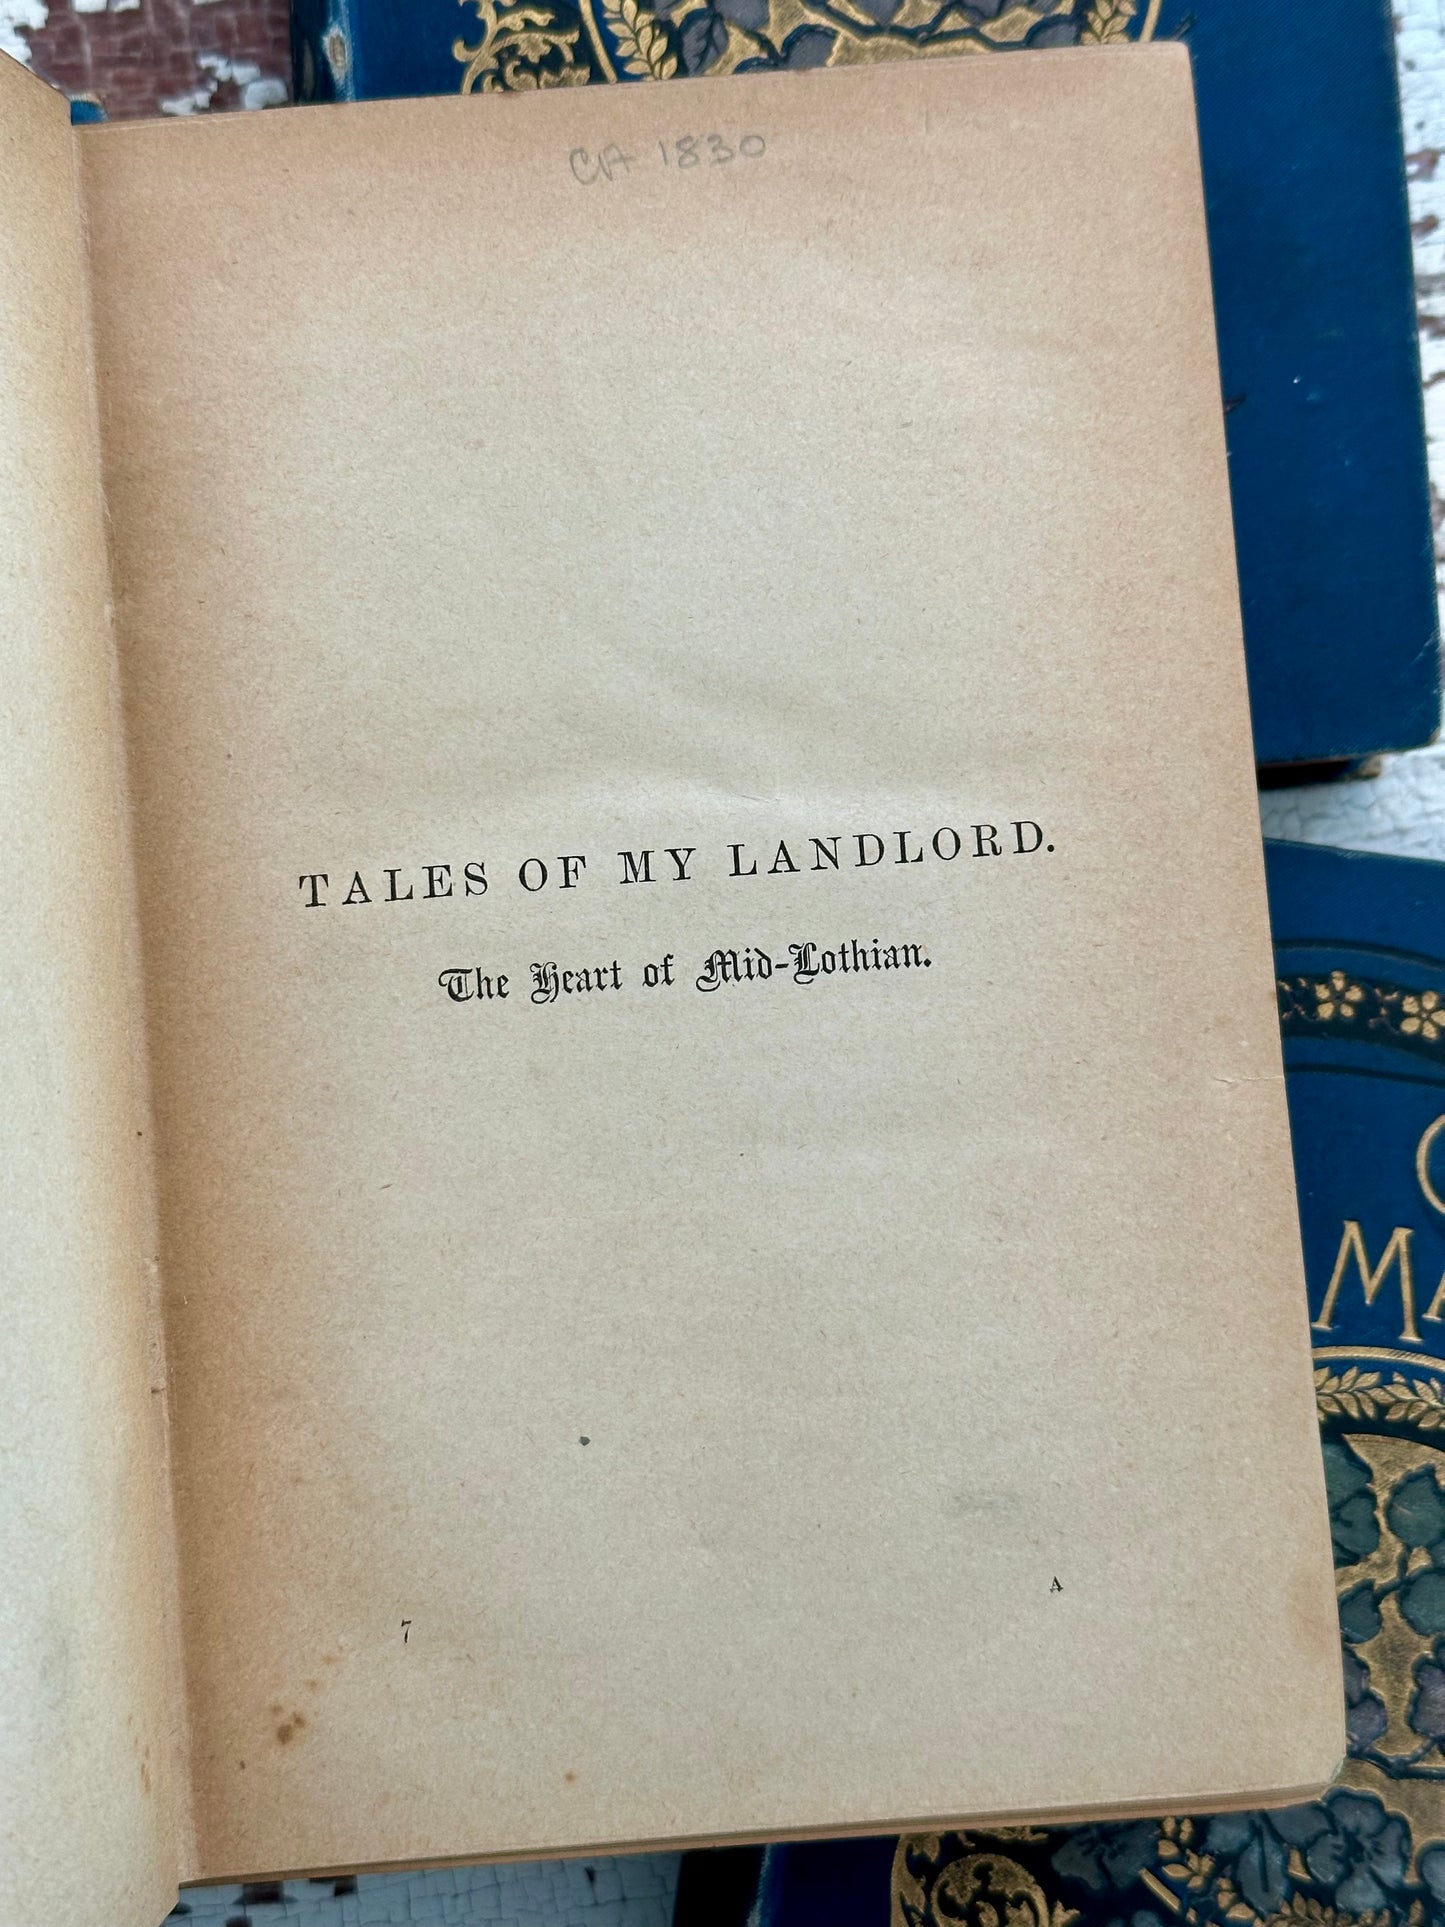 CA 1830
TALES OF MY LANDLORD.
The Heart of Mid-Lothian.
A
7